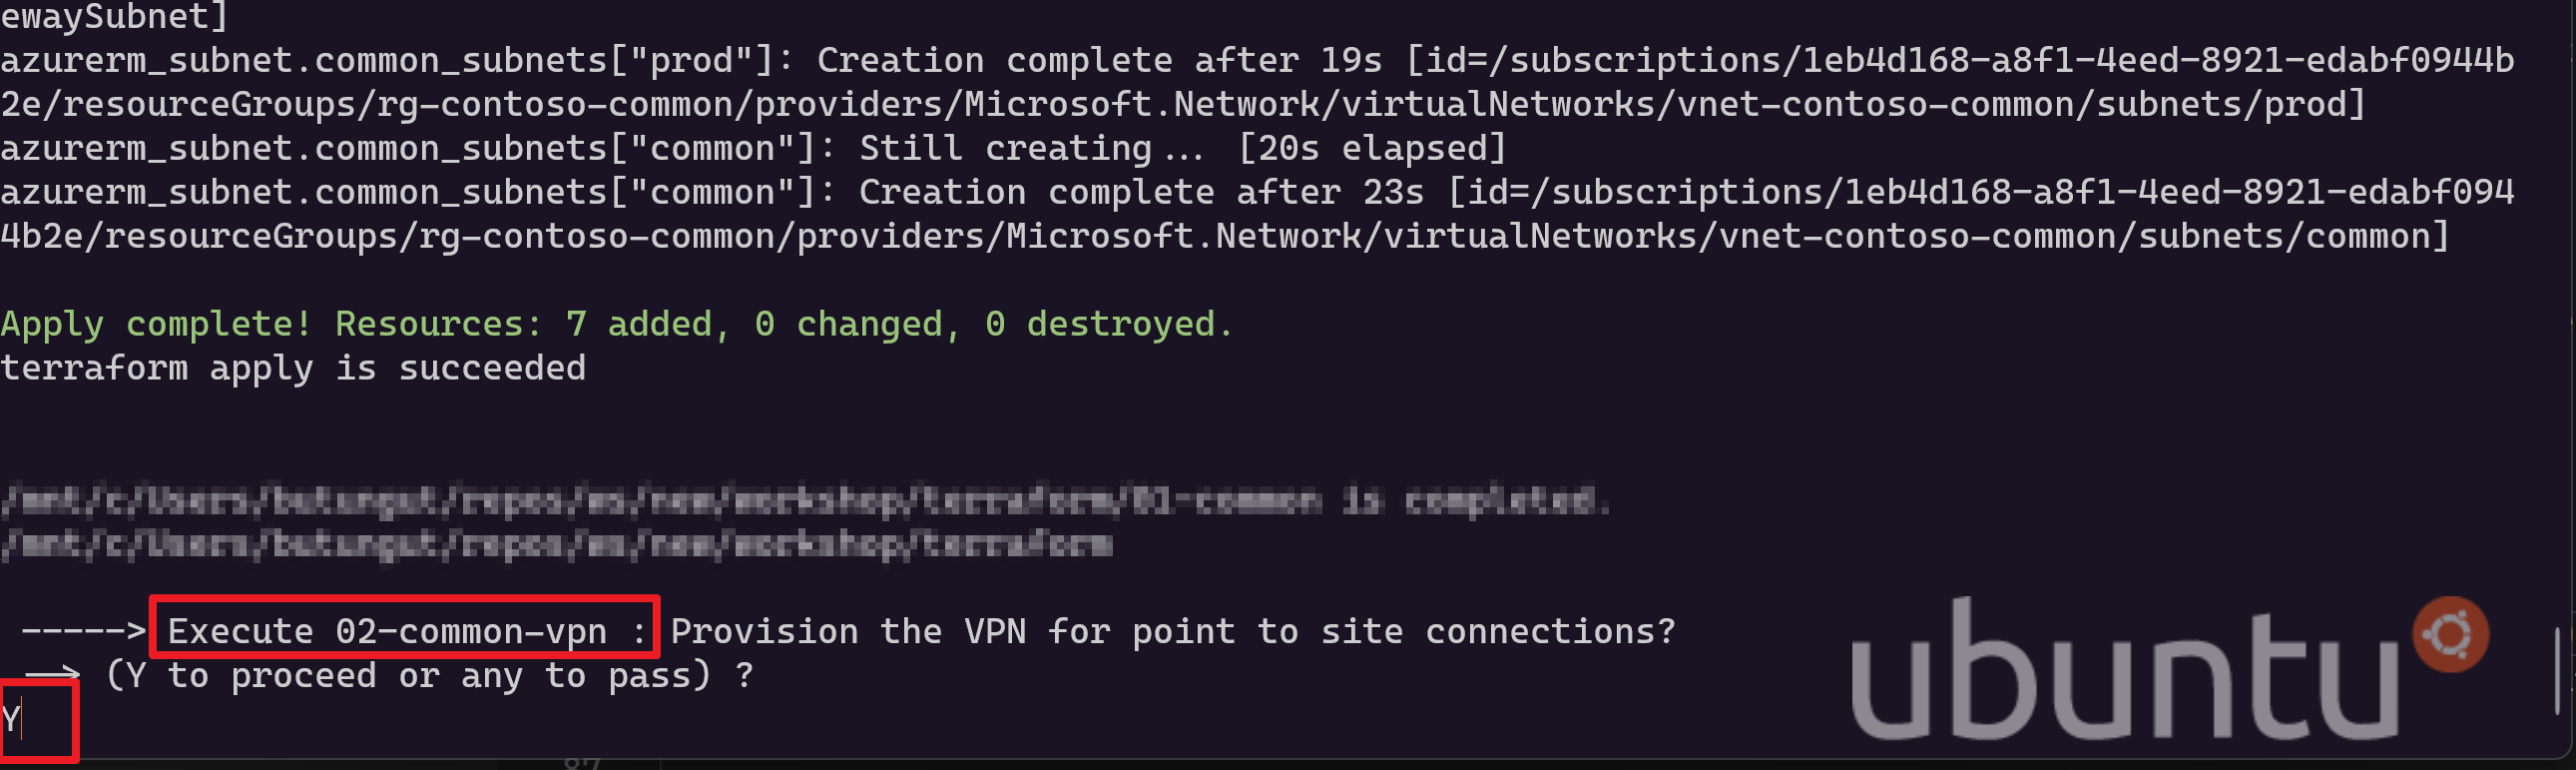 ewaySubnet]
azurerm_subnet.common_subnets["prod"]: Creation complete after 19s [id=/subscriptions/1eb4d168-a8f1-4eed-8921-edabf0944b
2e/resourceGroups/rg-contoso-common/providers/Microsoft.Network/virtualNetworks/vnet-contoso-common/subnets/prod]
azurerm_subnet.common_subnets["common"]: Still creating... [20s elapsed]
azurerm_subnet.common_subnets["common"]: Creation complete after 23s [id=/subscriptions/1eb4d168-a8f1-4eed-8921-edabf094
4b2e/resourceGroups/rg-contoso-common/providers/Microsoft.Network/virtualNetworks/vnet-contoso-common/subnets/common]
Apply complete! Resources: 7 added, 0 changed, 0 destroyed.
terraform apply is succeeded
-----> Execute 02-common-vpn : Provision the VPN for point to site connections?
--> (Y to proceed or any to pass) ?
Y
ubuntu